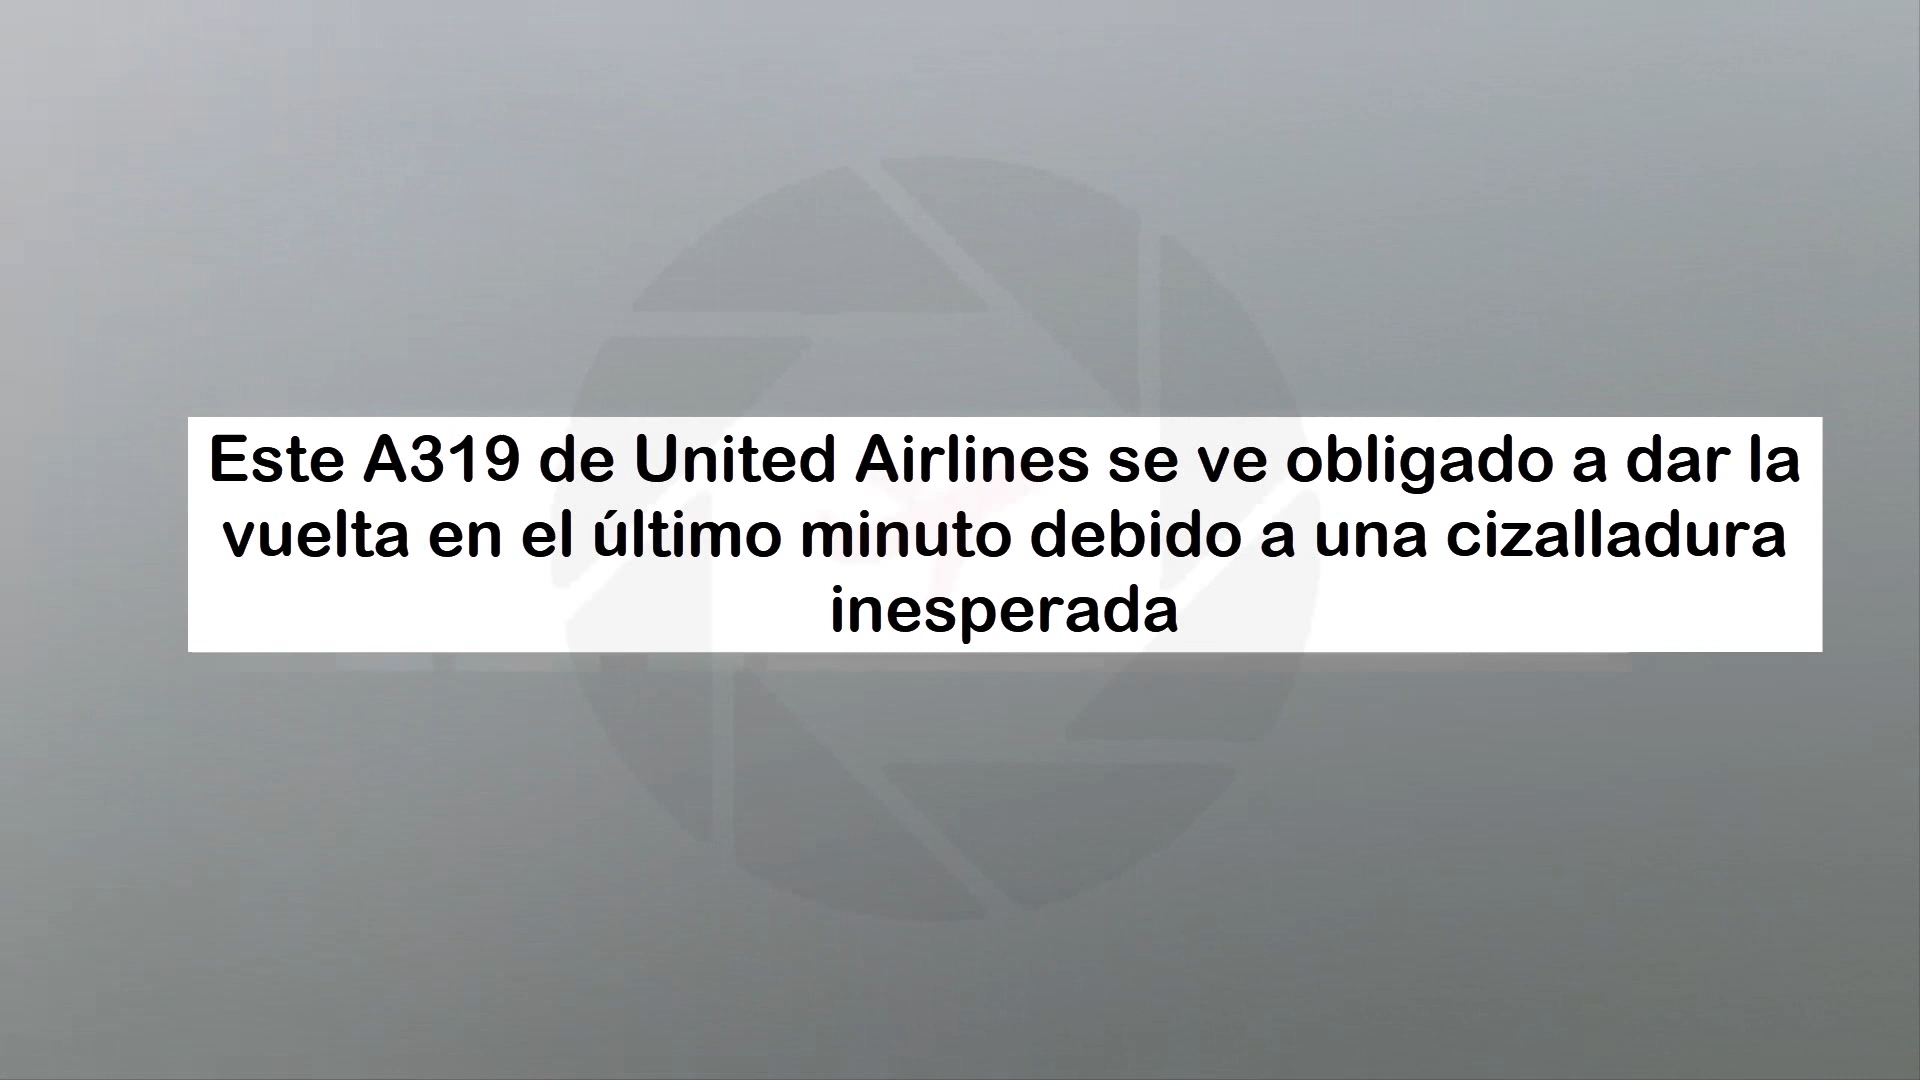 Este A319 de United Airlines se ve obligado a dar la
vuelta en el último minuto debido a una cizalladura
inesperada